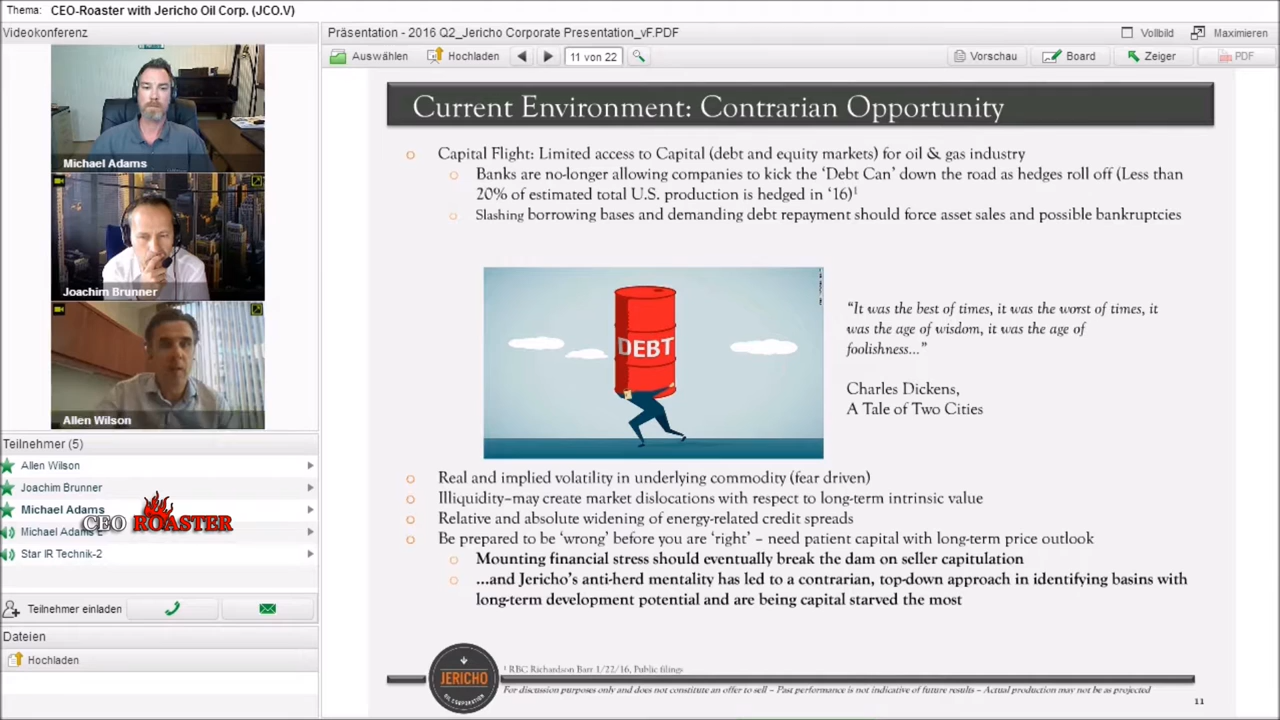 Thema: CEO-Roaster with Jericho Oil Corp. (JCO.V)
Videokonferenz
Michael Adams
Joachim Brunner
Allen Wilson
Teilnehmer (5)
Allen Wilson
Joachim Brunner
Michael Adams
Michael Adams
CEO ROASTER
Star IR Technik-2
Teilnehmer einladen
Dateien
Hochladen
Präsentation - 2016 Q2_Jericho Corporate Presentation_vF.PDF
Vollbild
Maximieren
Auswählen
Hochladen
11 von 22
Vorschau
Board
Zeiger
PDF
Current Environment: Contrarian Opportunity
Capital Flight: Limited access to Capital (debt and equity markets) for oil & gas industry
Banks are no-longer allowing companies to kick the ‘Debt Can’ down the road as hedges roll off (Less than
20% of estimated total U.S. production is hedged in ‘16)¹
Slashing borrowing bases and demanding debt repayment should force asset sales and possible bankruptcies
DEBT
“It was the best of times, it was the worst of times, it
was the age of wisdom, it was the age of
foolishness...”
Charles Dickens,
A Tale of Two Cities
Real and implied volatility in underlying commodity (fear driven)
Illiquidity–may create market dislocations with respect to long-term intrinsic value
Relative and absolute widening of energy-related credit spreads
Be prepared to be ‘wrong’ before you are ‘right’ – need patient capital with long-term price outlook
Mounting financial stress should eventually break the dam on seller capitulation
...and Jericho’s anti-herd mentality has led to a contrarian, top-down approach in identifying basins with
long-term development potential and are being capital starved the most
JERICHO
OIL CORPORATION
¹ RBC Richardson Barr 1/22/16, Public filings
For discussion purposes only and does not constitute an offer to sell – Past performance is not indicative of future results – Actual production may not be as projected
11